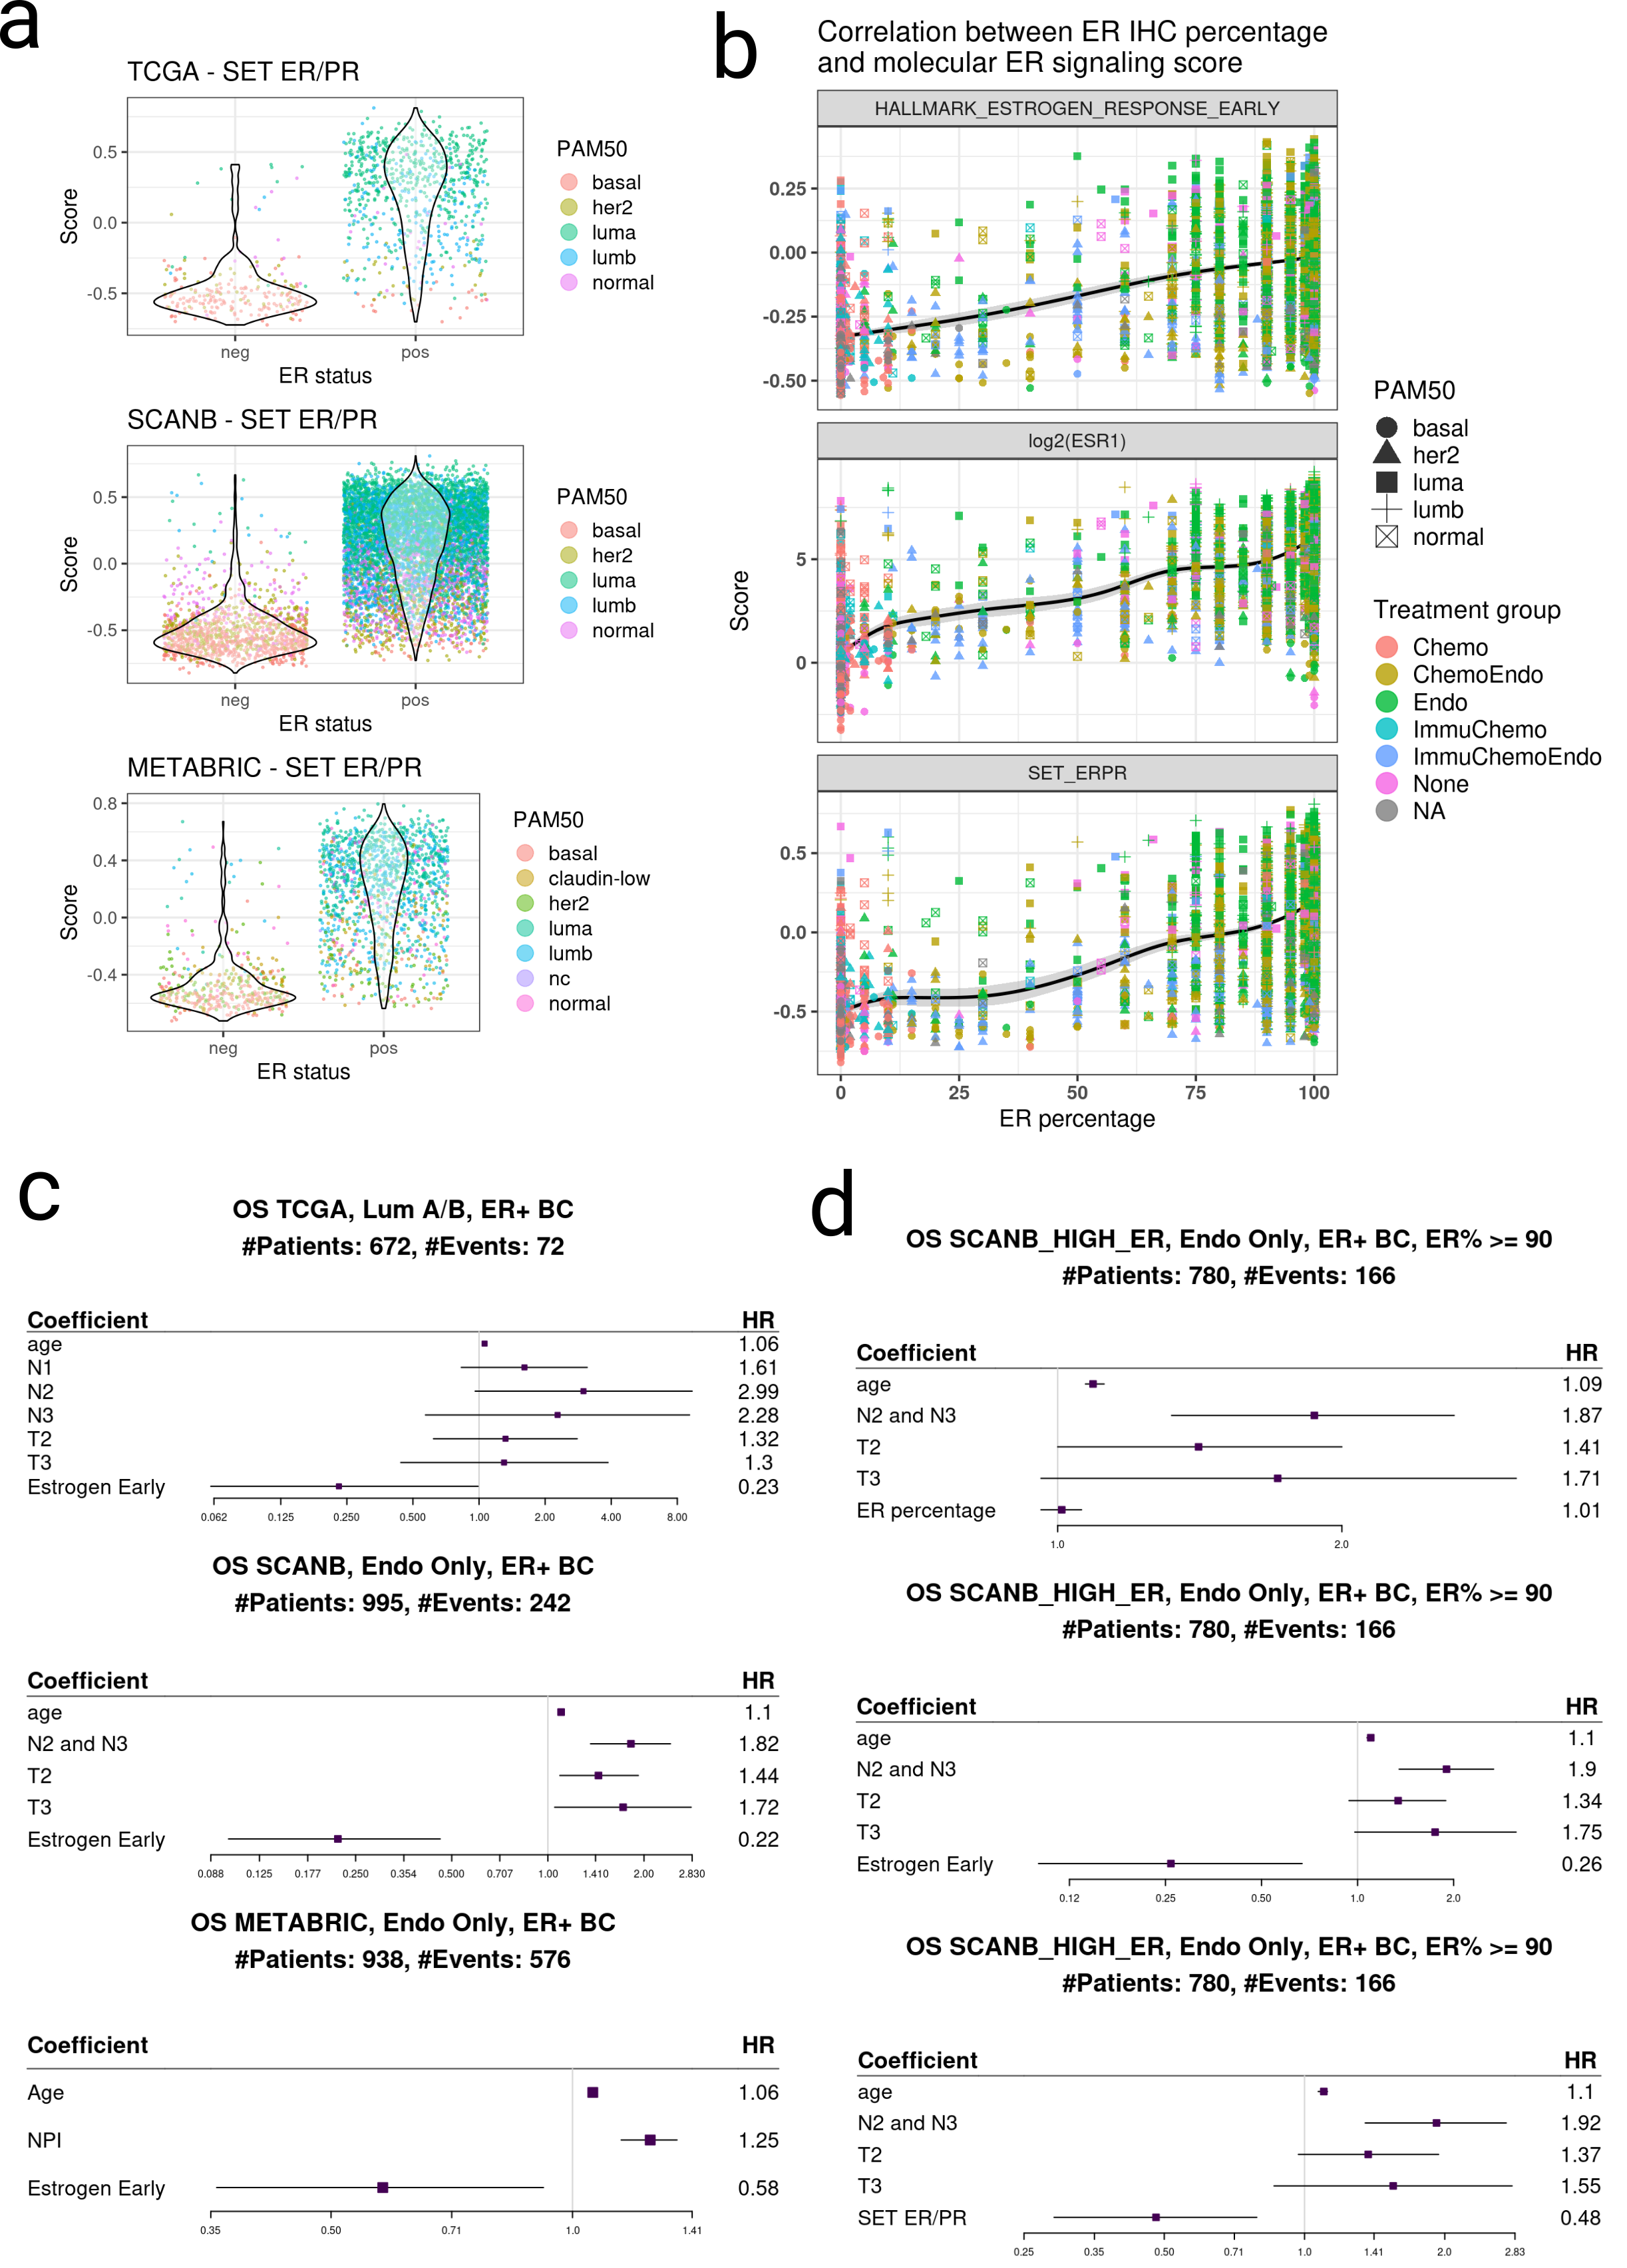 a
TCGA - SET ER/PR
Score
0.5
0.0
-0.5
neg
pos
ER status
PAM50
basal
her2
luma
lumb
normal
SCANB - SET ER/PR
Score
0.5
0.0
-0.5
neg
pos
ER status
PAM50
basal
her2
luma
lumb
normal
METABRIC - SET ER/PR
Score
0.8
0.4
0.0
-0.4
neg
pos
ER status
PAM50
basal
claudin-low
her2
luma
lumb
nc
normal
b
Correlation between ER IHC percentage
and molecular ER signaling score
HALLMARK_ESTROGEN_RESPONSE_EARLY
0.25
0.00
-0.25
-0.50
log2(ESR1)
5
0
Score
SET_ERPR
0.5
0.0
-0.5
0 25 50 75 100
ER percentage
PAM50
basal
her2
luma
lumb
normal
Treatment group
Chemo
ChemoEndo
Endo
ImmuChemo
ImmuChemoEndo
None
NA
c
OS TCGA, Lum A/B, ER+ BC
#Patients: 672, #Events: 72
Coefficient HR
age 1.06
N1 1.61
N2 2.99
N3 2.28
T2 1.32
T3 1.3
Estrogen Early 0.23
0.062 0.125 0.250 0.500 1.00 2.00 4.00 8.00
OS SCANB, Endo Only, ER+ BC
#Patients: 995, #Events: 242
Coefficient HR
age 1.1
N2 and N3 1.82
T2 1.44
T3 1.72
Estrogen Early 0.22
0.088 0.125 0.177 0.250 0.354 0.500 0.707 1.00 1.410 2.00 2.830
OS METABRIC, Endo Only, ER+ BC
#Patients: 938, #Events: 576
Coefficient HR
Age 1.06
NPI 1.25
Estrogen Early 0.58
0.35 0.50 0.71 1.0 1.41
d
OS SCANB_HIGH_ER, Endo Only, ER+ BC, ER% >= 90
#Patients: 780, #Events: 166
Coefficient HR
age 1.09
N2 and N3 1.87
T2 1.41
T3 1.71
ER percentage 1.01
1.0 2.0
OS SCANB_HIGH_ER, Endo Only, ER+ BC, ER% >= 90
#Patients: 780, #Events: 166
Coefficient HR
age 1.1
N2 and N3 1.9
T2 1.34
T3 1.75
Estrogen Early 0.26
0.12 0.25 0.50 1.0 2.0
OS SCANB_HIGH_ER, Endo Only, ER+ BC, ER% >= 90
#Patients: 780, #Events: 166
Coefficient HR
age 1.1
N2 and N3 1.92
T2 1.37
T3 1.55
SET ER/PR 0.48
0.25 0.35 0.50 0.71 1.0 1.41 2.0 2.83